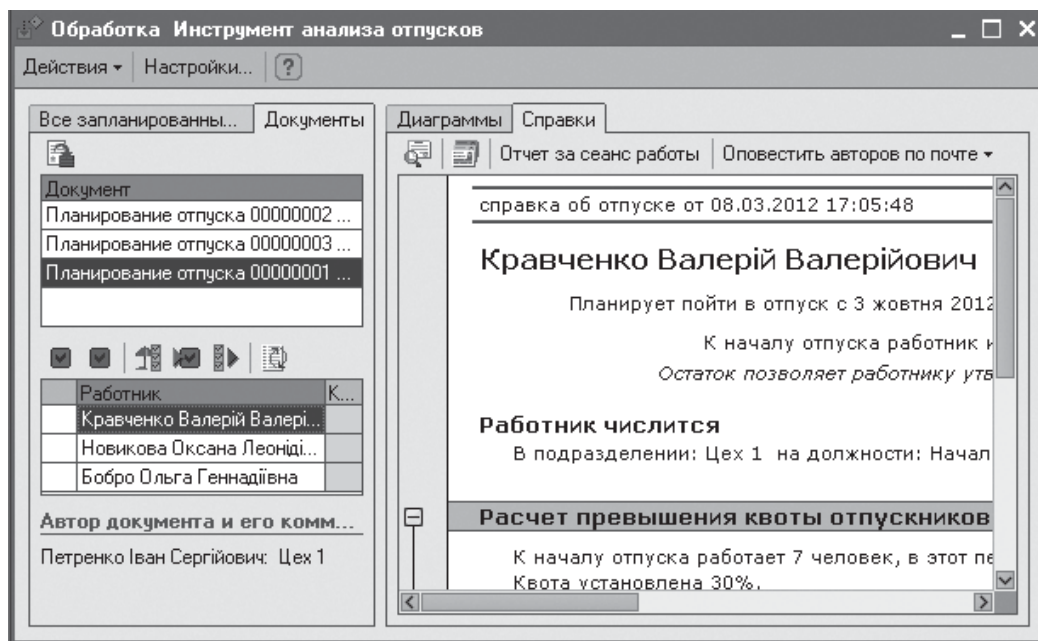 Обработка Инструмент анализа отпусков
Действия Настройки... ?
Все запланированны... Документы
Документ
Планирование отпуска 00000002 ...
Планирование отпуска 00000003 ...
Планирование отпуска 00000001 ...
Работник К...
Кравченко Валерій Валері...
Новикова Оксана Леоніді...
Бобро Ольга Геннадіївна
Автор документа и его комм...
Петренко Іван Сергійович: Цех 1
Диаграммы Справки
Отчет за сеанс работы Оповестить авторов по почте
справка об отпуске от 08.03.2012 17:05:48
Кравченко Валерій Валерійович
Планирует пойти в отпуск с 3 жовтня 2012
К началу отпуска работник и
Остаток позволяет работнику утв
Работник числится
В подразделении: Цех 1 на должности: Начал
Расчет превышения квоты отпускников
К началу отпуска работает 7 человек, в этот пе
Квота установлена 30%.